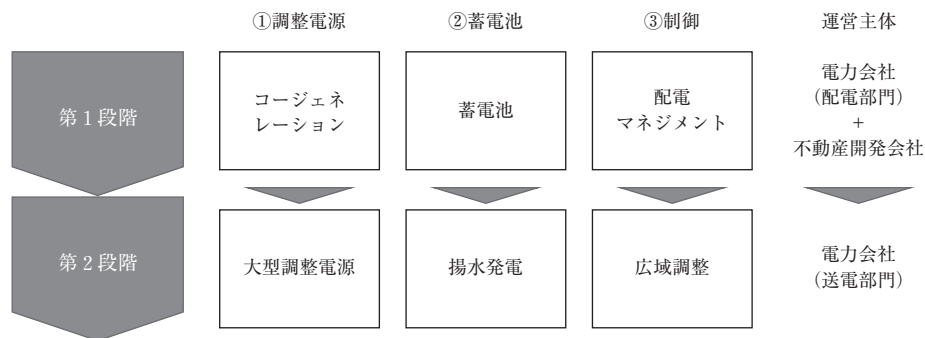 ①調整電源
②蓄電池
③制御
運営主体
第1段階
コージェネ
レーション
蓄電池
配電
マネジメント
電力会社
（配電部門）
+
不動産開発会社
第2段階
大型調整電源
揚水発電
広域調整
電力会社
（送電部門）